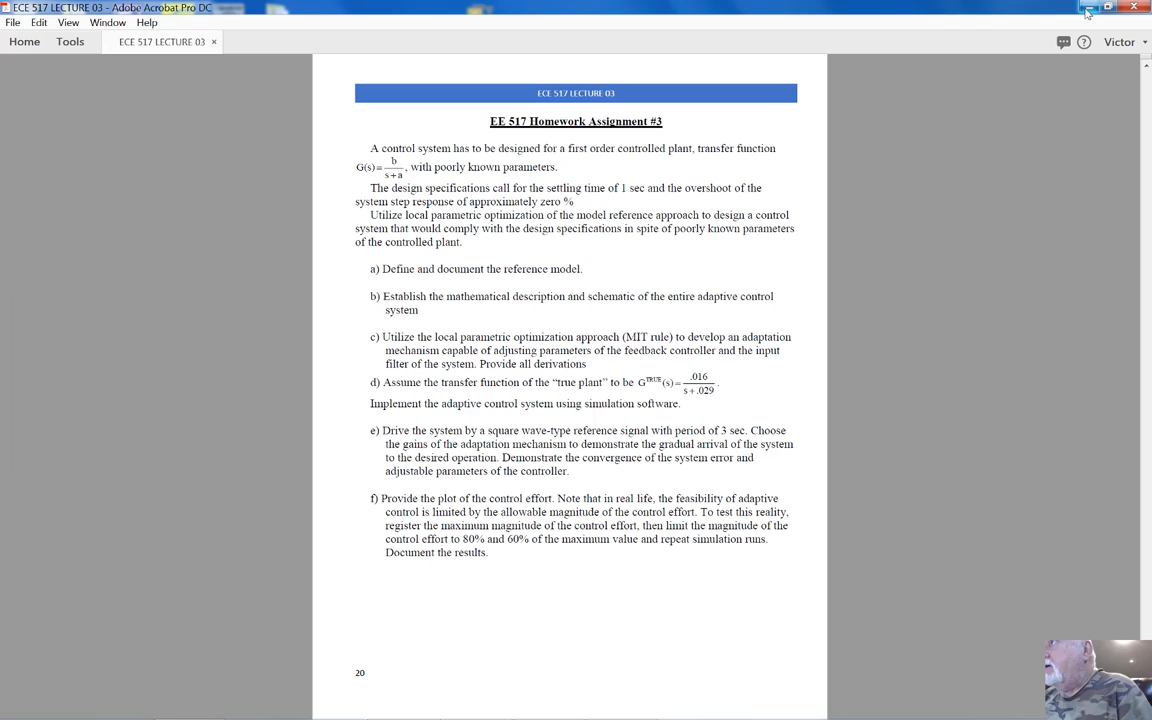 ECE 517 LECTURE 03 - Adobe Acrobat Pro DC
File Edit View Window Help
Home Tools ECE 517 LECTURE 03 × Victor
ECE 517 LECTURE 03
EE 517 Homework Assignment #3
A control system has to be designed for a first order controlled plant, transfer function
G(s)= b / s+a , with poorly known parameters.
The design specifications call for the settling time of 1 sec and the overshoot of the
system step response of approximately zero %
Utilize local parametric optimization of the model reference approach to design a control
system that would comply with the design specifications in spite of poorly known parameters
of the controlled plant.
a) Define and document the reference model.
b) Establish the mathematical description and schematic of the entire adaptive control
system
c) Utilize the local parametric optimization approach (MIT rule) to develop an adaptation
mechanism capable of adjusting parameters of the feedback controller and the input
filter of the system. Provide all derivations
d) Assume the transfer function of the “true plant” to be G^TRUE(s)= .016 / s+.029 .
Implement the adaptive control system using simulation software.
e) Drive the system by a square wave-type reference signal with period of 3 sec. Choose
the gains of the adaptation mechanism to demonstrate the gradual arrival of the system
to the desired operation. Demonstrate the convergence of the system error and
adjustable parameters of the controller.
f) Provide the plot of the control effort. Note that in real life, the feasibility of adaptive
control is limited by the allowable magnitude of the control effort. To test this reality,
register the maximum magnitude of the control effort, then limit the magnitude of the
control effort to 80% and 60% of the maximum value and repeat simulation runs.
Document the results.
20